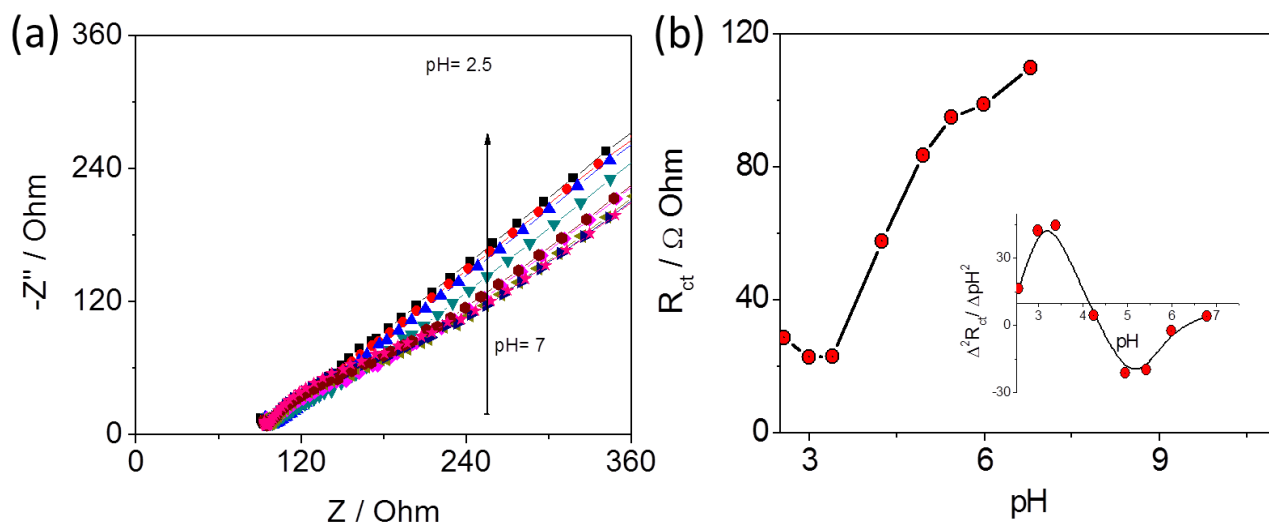 (a)
360
240
120
0
-Z" / Ohm
pH= 2.5
pH= 7
0 120 240 360
Z / Ohm
(b)
120
80
40
0
R_ct / Ω Ohm
3 6 9
pH
0
-30
Δ²R_ct/ ΔpH²
3 4 5 6 7
pH